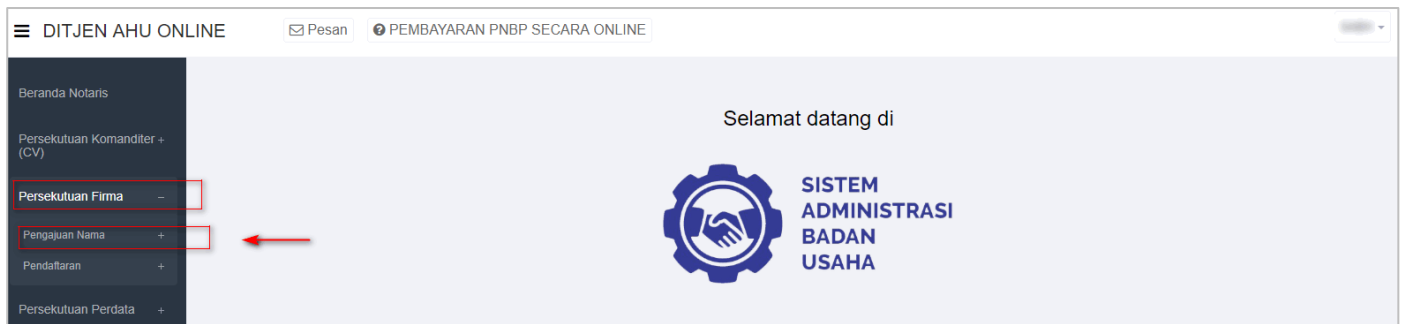 DITJEN AHU ONLINE
Pesan
PEMBAYARAN PNBP SECARA ONLINE
Beranda Notaris
Persekutuan Komanditer +
(CV)
Persekutuan Firma –
Pengajuan Nama +
Pendaftaran +
Persekutuan Perdata +
Selamat datang di
SISTEM
ADMINISTRASI
BADAN
USAHA